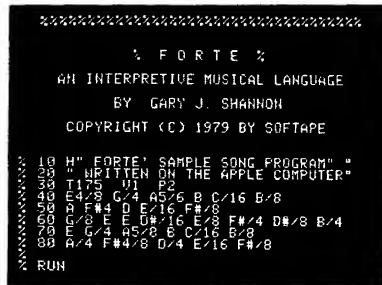 %%%%%%%%%%%%%%%%%%%%%%%%%%%%%%%%%%%
% F O R T E %
AN INTERPRETIVE MUSICAL LANGUAGE
BY GARY J. SHANNON
COPYRIGHT (C) 1979 BY SOFTAPE
% 10 H" FORTE' SAMPLE SONG PROGRAM" "
% 20 " WRITTEN ON THE APPLE COMPUTER"
% 30 T175 V1 P2
% 40 E4/8 G/4 A5/6 B C/16 B/8
% 50 A F#4 D E/16 F#/8
% 60 G/8 E E D#/16 E/8 F#/4 D#/8 B/4
% 70 E G/4 A5/8 B C/16 B/8
% 80 A/4 F#4/8 D/4 E/16 F#/8
%
% RUN